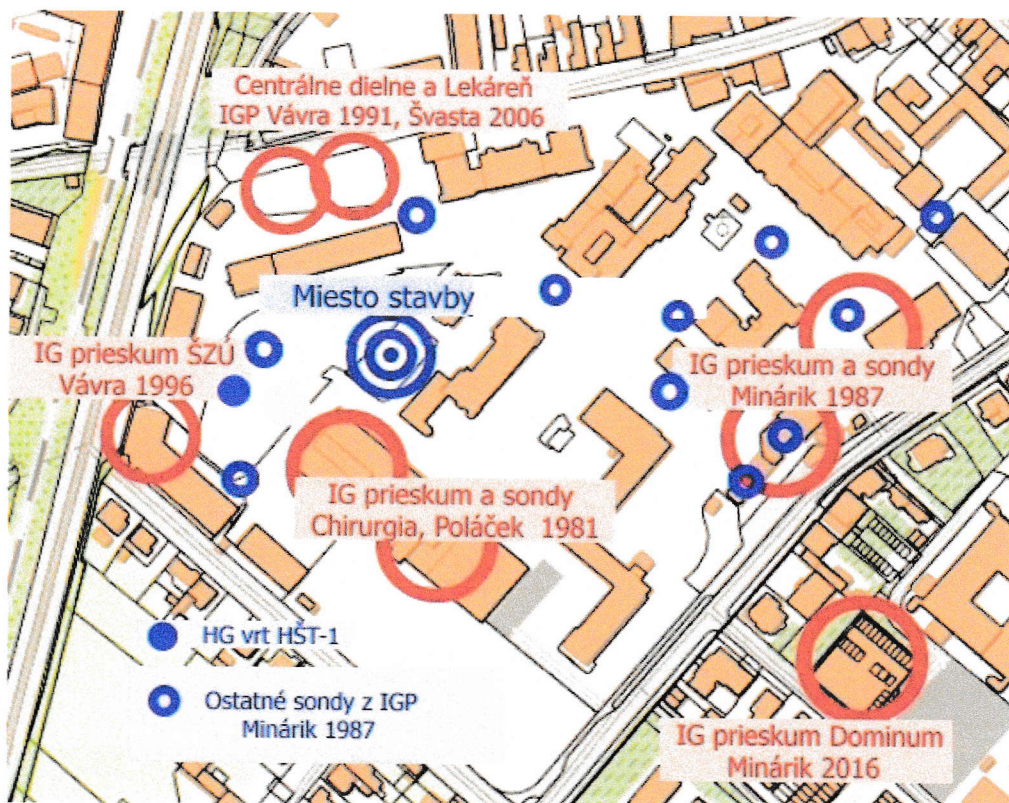 Centrálne dielne a Lekáreň
IGP Vávra 1991, Švasta 2006
Miesto stavby
IG prieskum ŠZÚ
Vávra 1996
IG prieskum a sondy
Minárik 1987
IG prieskum a sondy
Chirurgia, Poláček 1981
HG vrt HŠT-1
Ostatné sondy z IGP
Minárik 1987
IG prieskum Dominum
Minárik 2016